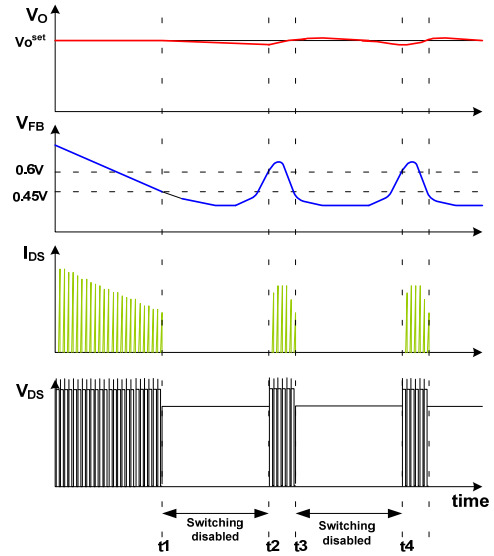 VO
Voset
VFB
0.6V
0.45V
IDS
VDS
time
Switching
disabled
Switching
disabled
t1
t2
t3
t4